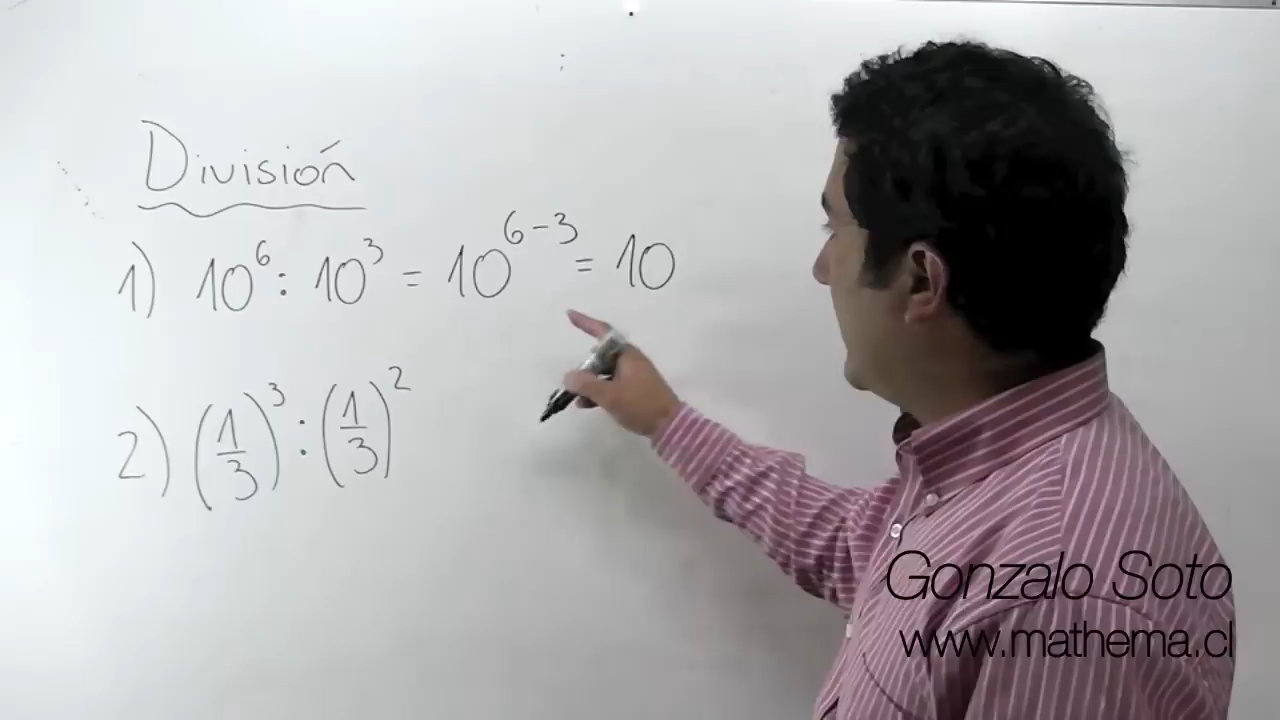 División
1) 10⁶ : 10³ = 10⁶⁻³ = 10
2) (1/3)³ : (1/3)²
Gonzalo Soto
www.mathema.cl